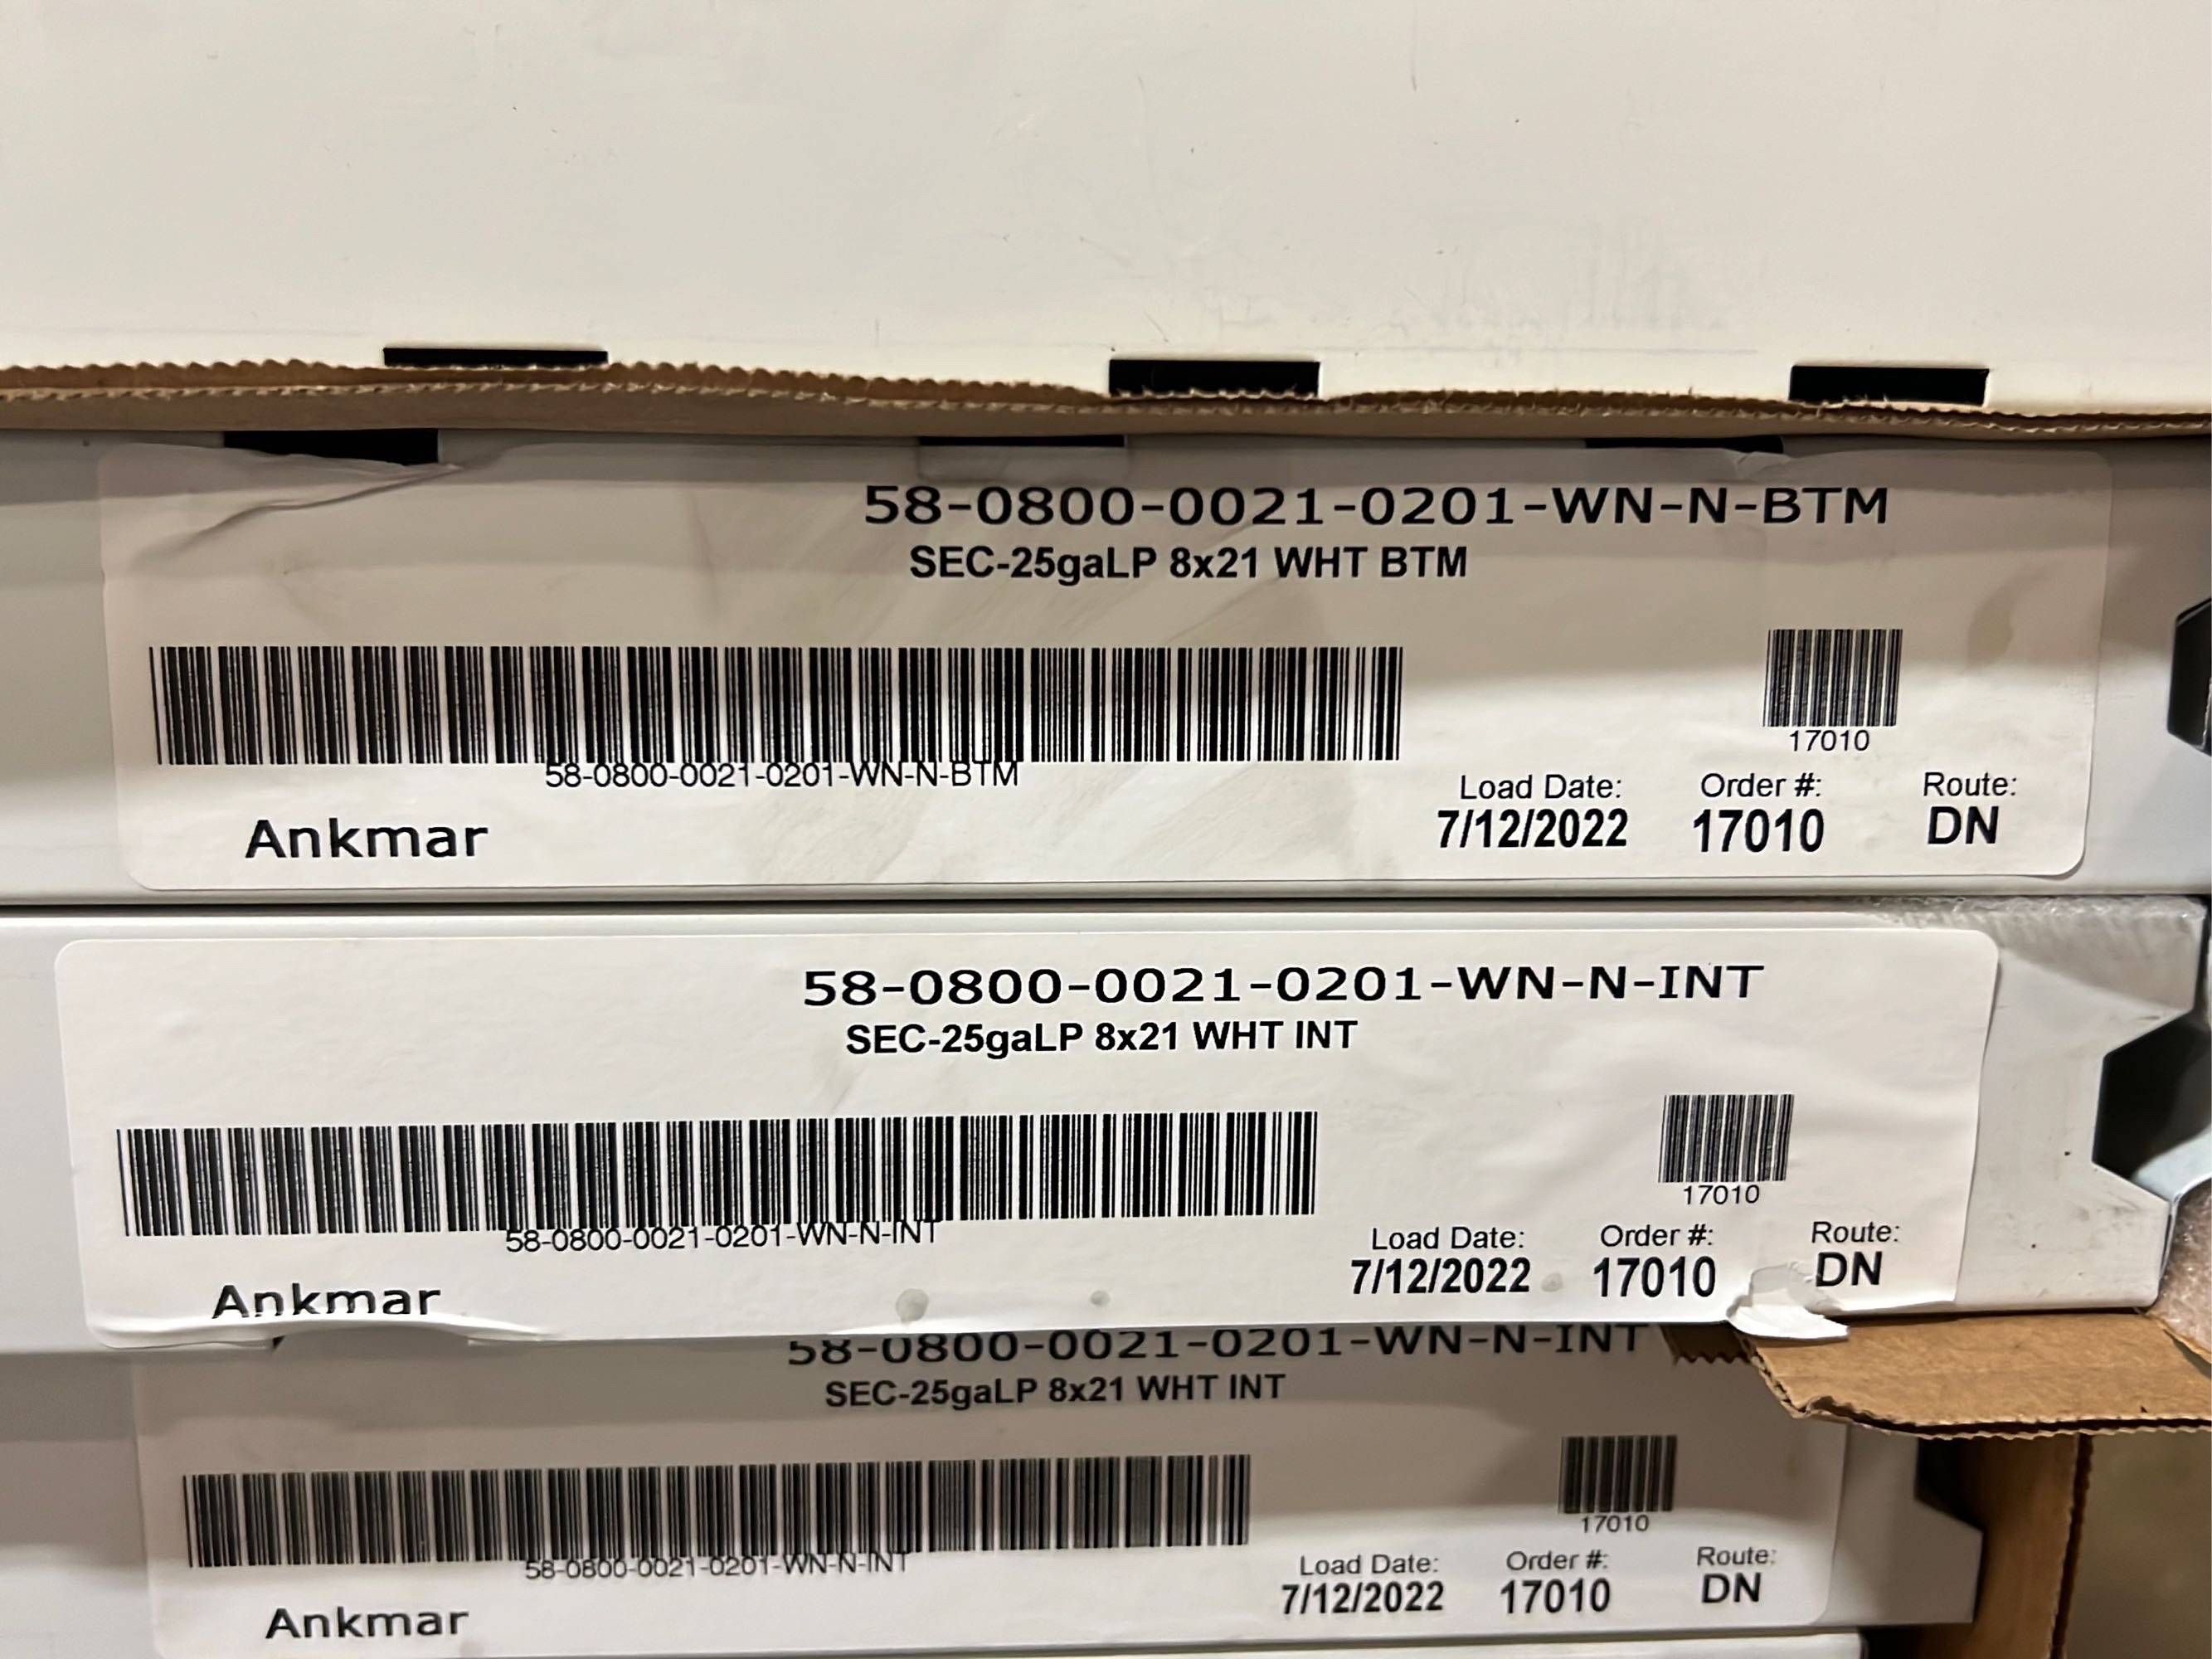 58-0800-0021-0201-WN-N-BTM
SEC-25gaLP 8x21 WHT BTM
17010
58-0800-0021-0201-WN-N-BTM
Load Date: Order #: Route:
Ankmar 7/12/2022 17010 DN
58-0800-0021-0201-WN-N-INT
SEC-25gaLP 8x21 WHT INT
17010
58-0800-0021-0201-WN-N-INT
Load Date: Order #: Route:
Ankmar 7/12/2022 17010 DN
58-0800-0021-0201-WN-N-INT
SEC-25gaLP 8x21 WHT INT
17010
58-0800-0021-0201-WN-N-INT
Load Date: Order #: Route:
Ankmar 7/12/2022 17010 DN